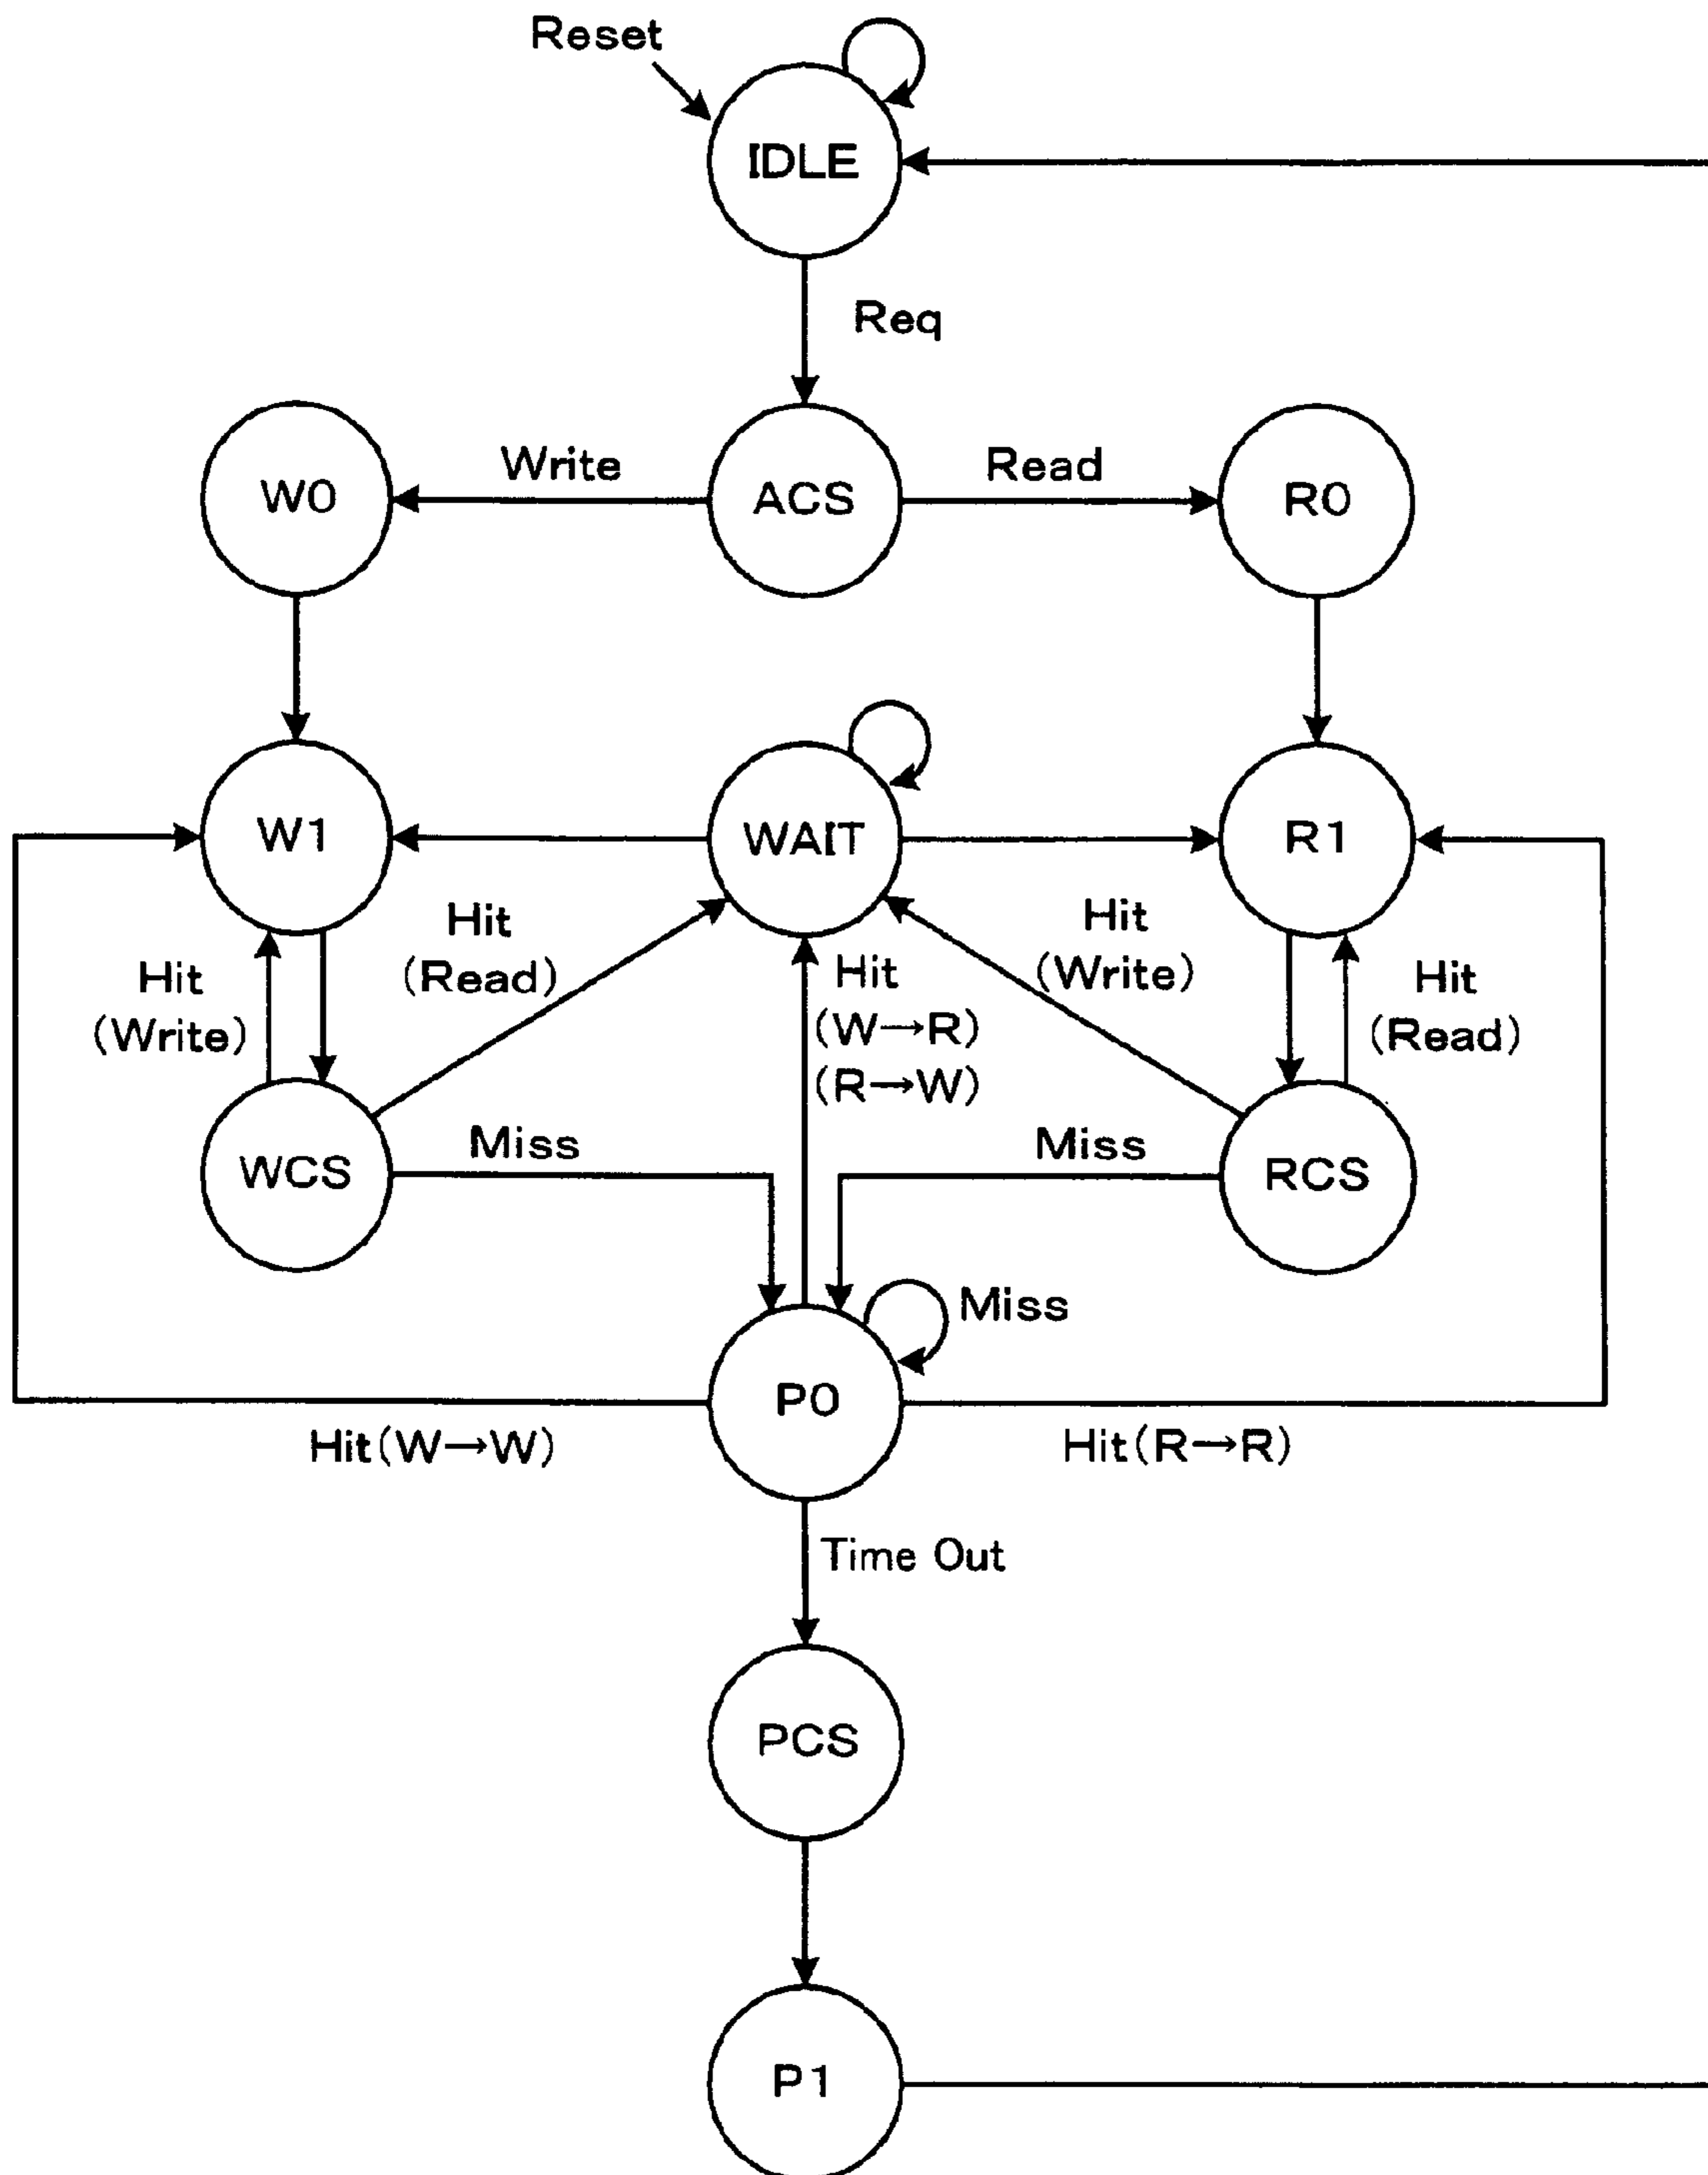 Reset
IDLE
Req
Write
Read
W0
ACS
R0
W1
WAIT
R1
Hit
(Write)
Hit
(Read)
Hit
(W→R)
(R→W)
Hit
(Write)
Hit
(Read)
WCS
Miss
Miss
RCS
Miss
P0
Hit(W→W)
Hit(R→R)
Time Out
PCS
P1